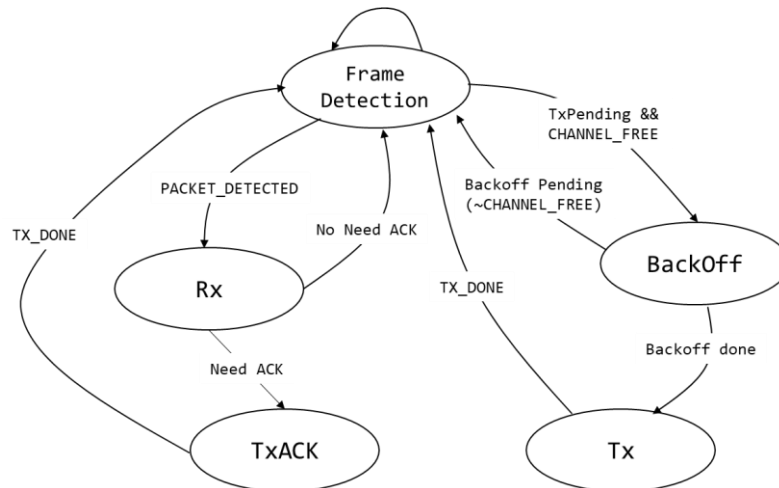 Frame
Detection
TxPending &&
CHANNEL_FREE
PACKET_DETECTED
Backoff Pending
(~CHANNEL_FREE)
TX_DONE
No Need ACK
BackOff
Rx
TX_DONE
Backoff done
Need ACK
TxACK
Tx